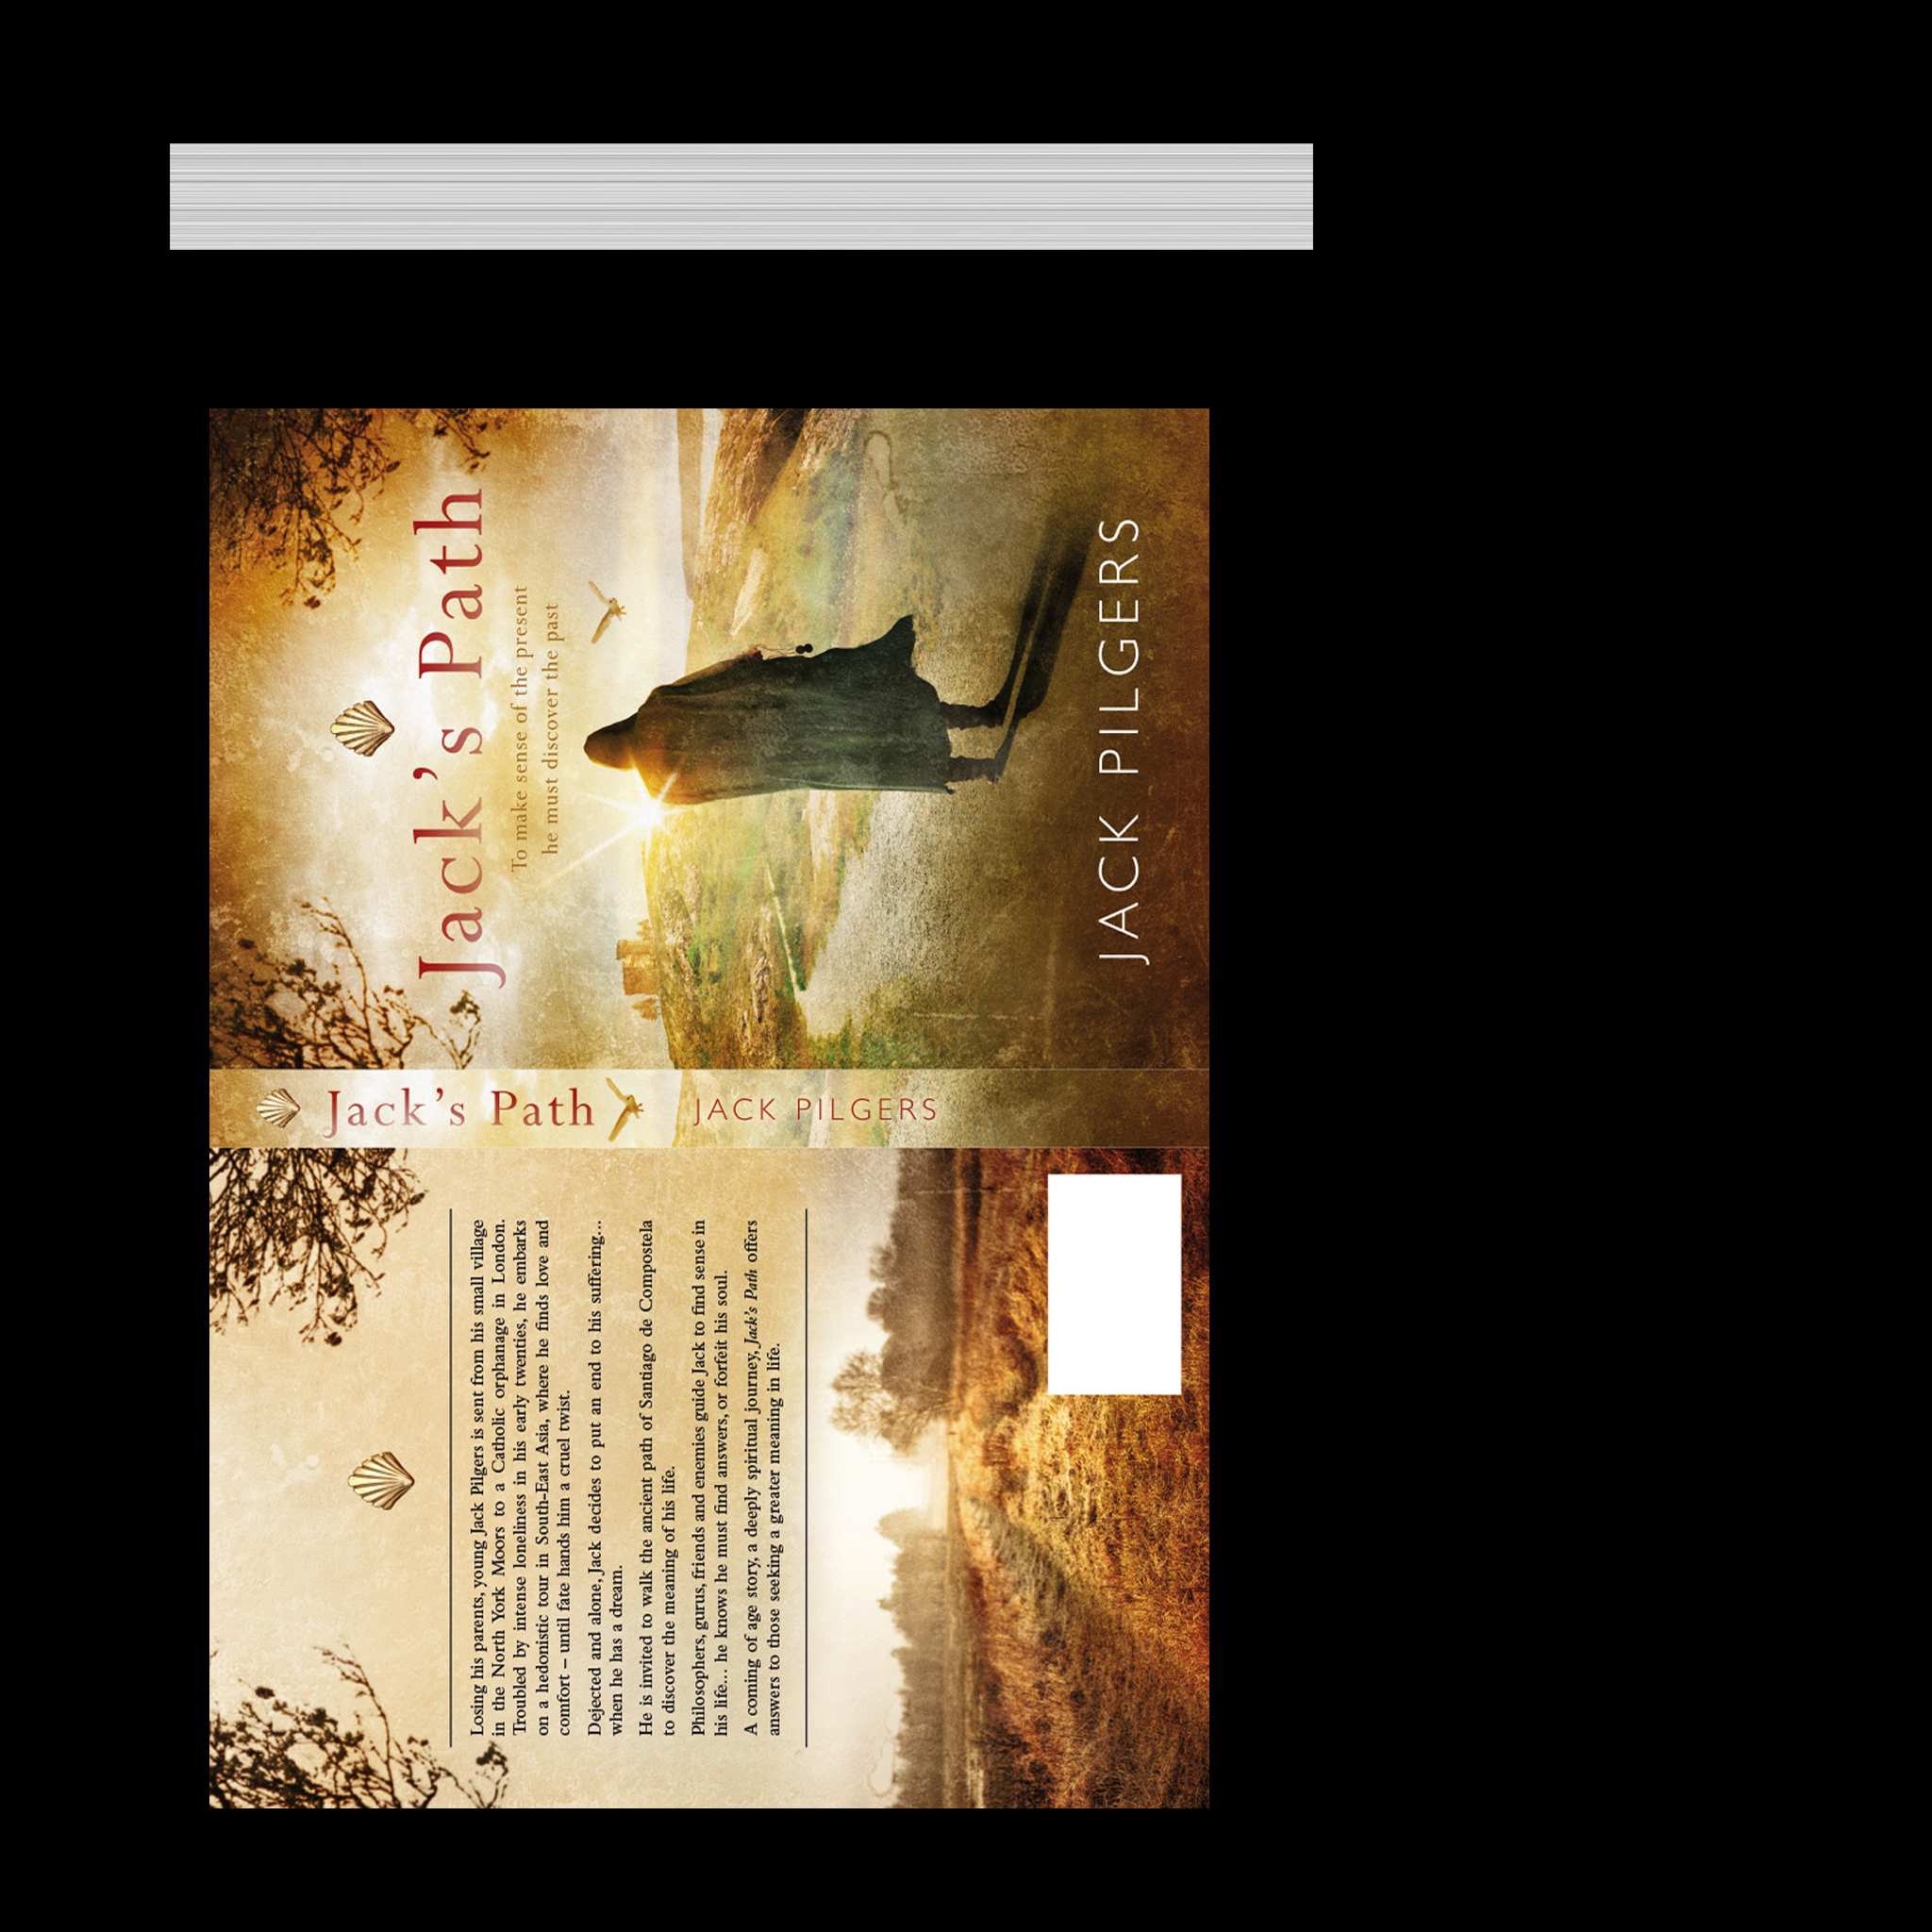 Jack's Path
To make sense of the present
he must discover the past
JACK PILGERS
Jack's Path JACK PILGERS
Losing his parents, young Jack Pilgers is sent from his small village
in the North York Moors to a Catholic orphanage in London.
Troubled by intense loneliness in his early twenties, he embarks
on a hedonistic tour in South-East Asia, where he finds love and
comfort – until fate hands him a cruel twist.
Dejected and alone, Jack decides to put an end to his suffering...
when he has a dream.
He is invited to walk the ancient path of Santiago de Compostela
to discover the meaning of his life.
Philosophers, gurus, friends and enemies guide Jack to find sense in
his life... he knows he must find answers, or forfeit his soul.
A coming of age story, a deeply spiritual journey, Jack's Path offers
answers to those seeking a greater meaning in life.